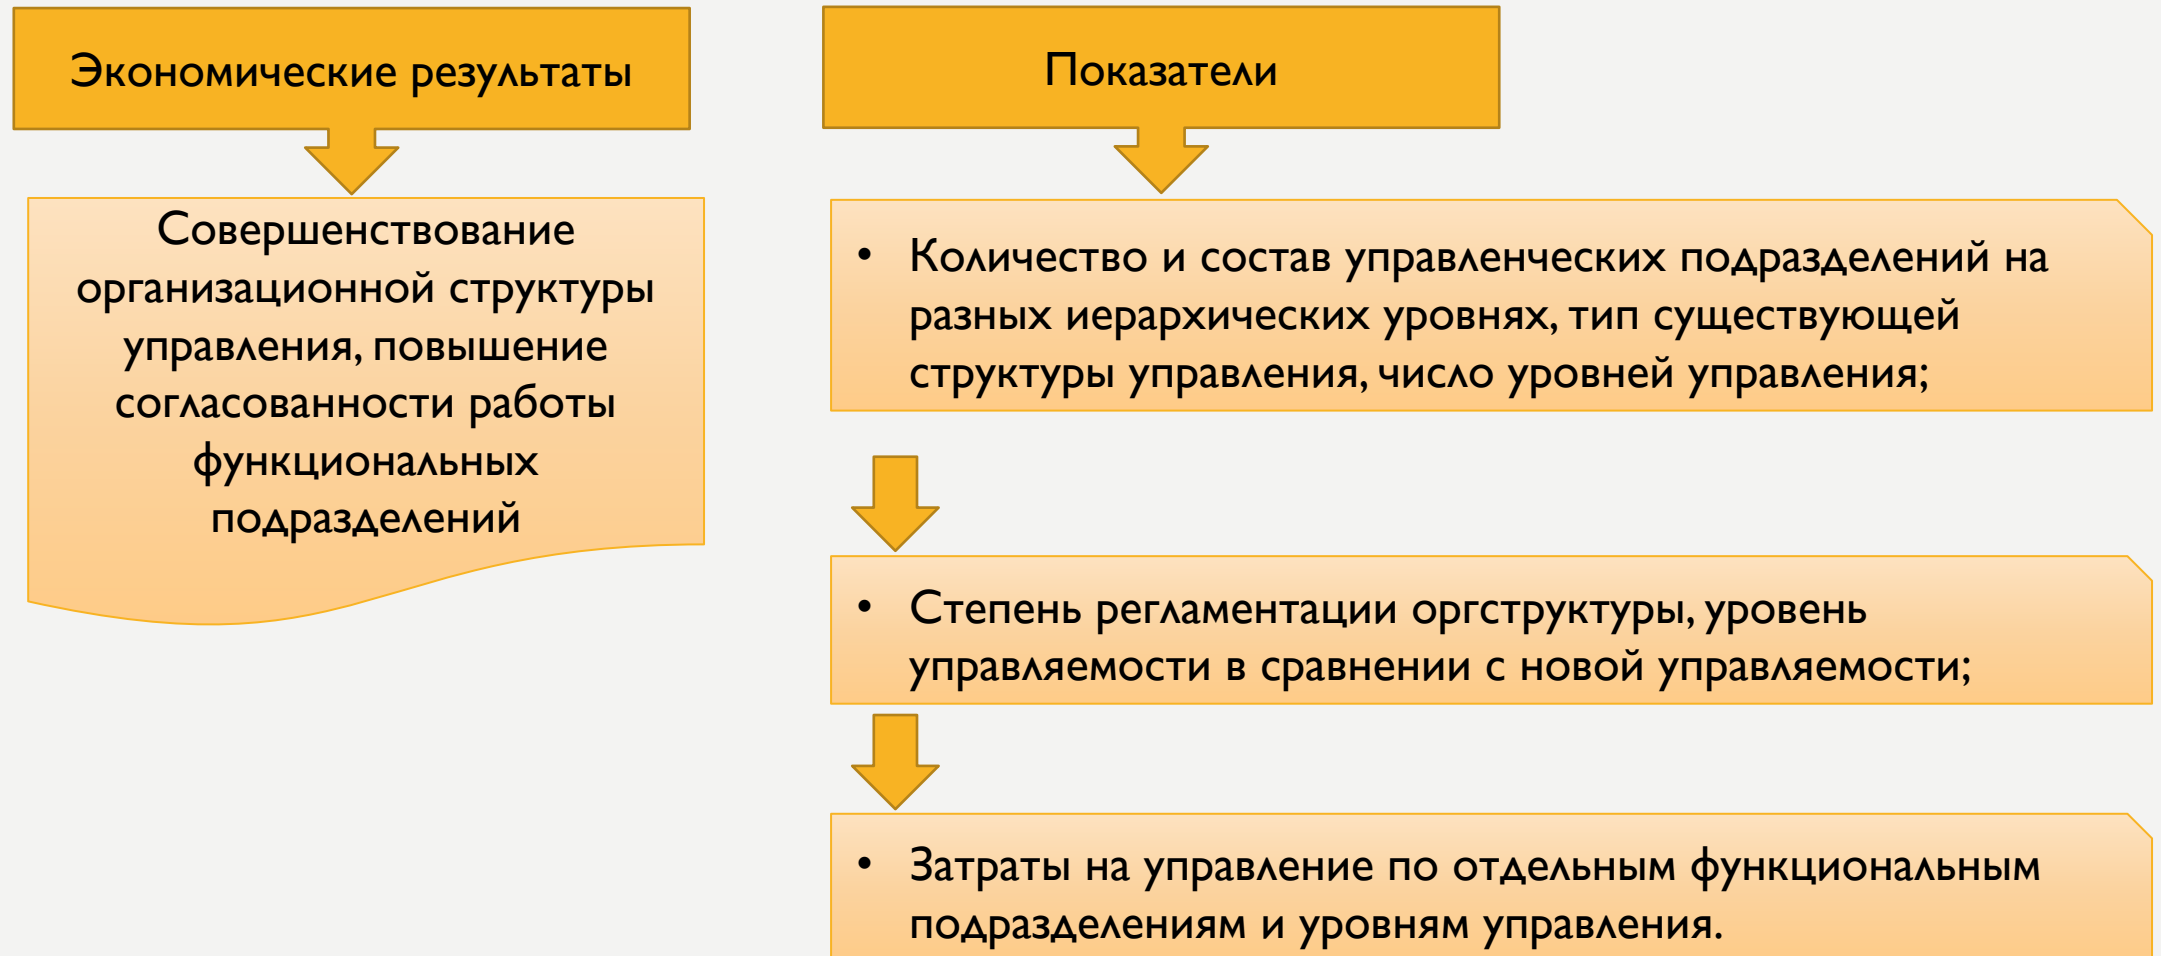 Экономические результаты
Совершенствование
организационной структуры
управления, повышение
согласованности работы
функциональных
подразделений
Показатели
• Количество и состав управленческих подразделений на
разных иерархических уровнях, тип существующей
структуры управления, число уровней управления;
• Степень регламентации оргструктуры, уровень
управляемости в сравнении с новой управляемости;
• Затраты на управление по отдельным функциональным
подразделениям и уровням управления.